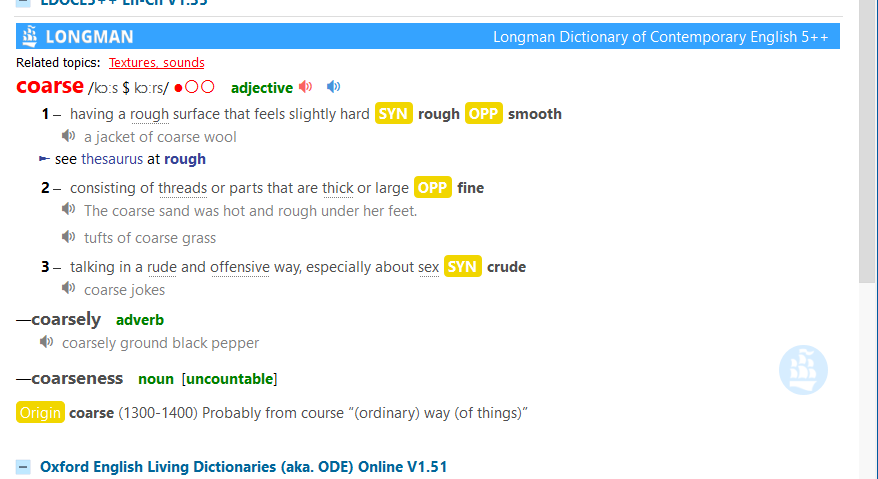 LDOCE5++ En-Cn V1.35
LONGMAN Longman Dictionary of Contemporary English 5++
Related topics: Textures, sounds
coarse /kɔːs $ kɔːrs/ ●○○ adjective
1 – having a rough surface that feels slightly hard SYN rough OPP smooth
a jacket of coarse wool
► see thesaurus at rough
2 – consisting of threads or parts that are thick or large OPP fine
The coarse sand was hot and rough under her feet.
tufts of coarse grass
3 – talking in a rude and offensive way, especially about sex SYN crude
coarse jokes
—coarsely adverb
coarsely ground black pepper
—coarseness noun [uncountable]
Origin coarse (1300-1400) Probably from course “(ordinary) way (of things)”
Oxford English Living Dictionaries (aka. ODE) Online V1.51